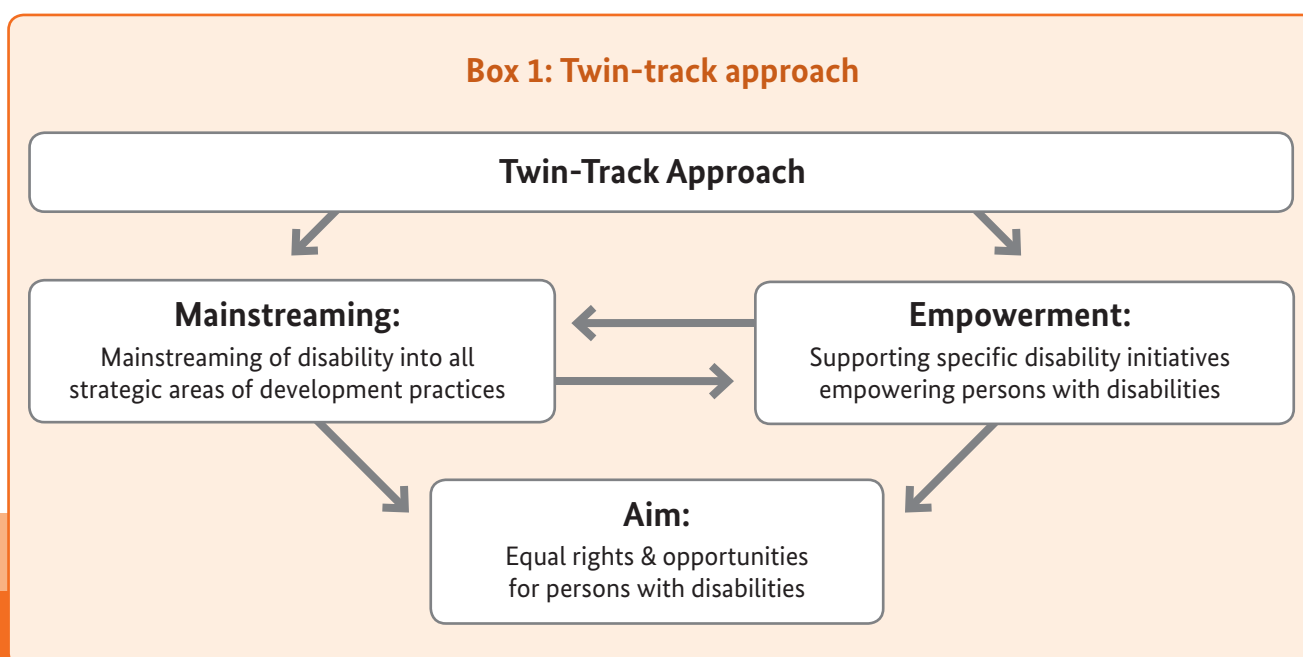 Box 1: Twin-track approach
Twin-Track Approach
Mainstreaming:
Mainstreaming of disability into all
strategic areas of development practices
Empowerment:
Supporting specific disability initiatives
empowering persons with disabilities
Aim:
Equal rights & opportunities
for persons with disabilities